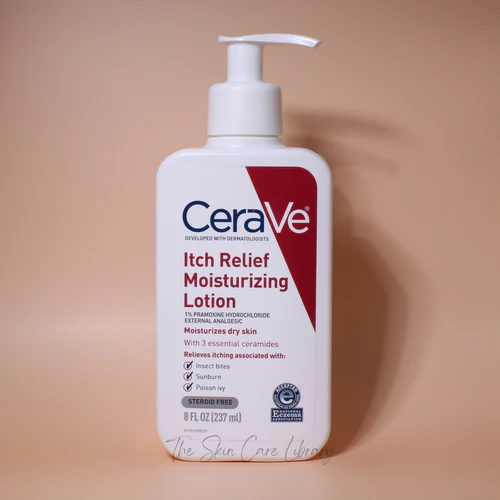 CeraVe®
DEVELOPED WITH DERMATOLOGISTS
Itch Relief
Moisturizing
Lotion
1% PRAMOXINE HYDROCHLORIDE
EXTERNAL ANALGESIC
Moisturizes dry skin
With 3 essential ceramides
Relieves itching associated with:
Insect bites
Sunburn
Poison ivy
STEROID FREE
8 FL OZ (237 ml)
ACCEPTED
NATIONAL
Eczema
ASSOCIATION
The Skin Care Library